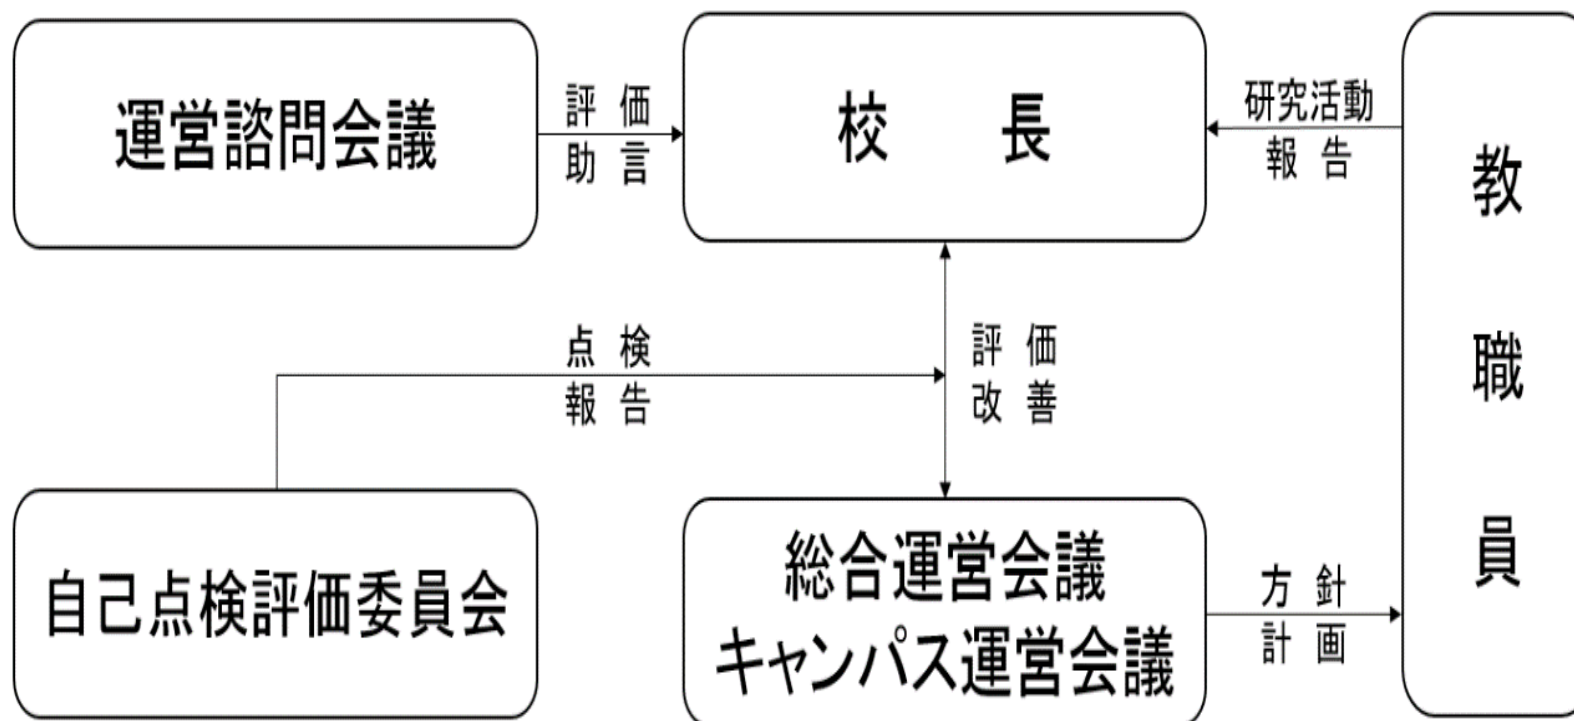 運営諮問会議
評価
助言
校長
研究活動
報告
教職員
点検
報告
評価
改善
自己点検評価委員会
総合運営会議
キャンパス運営会議
方針
計画